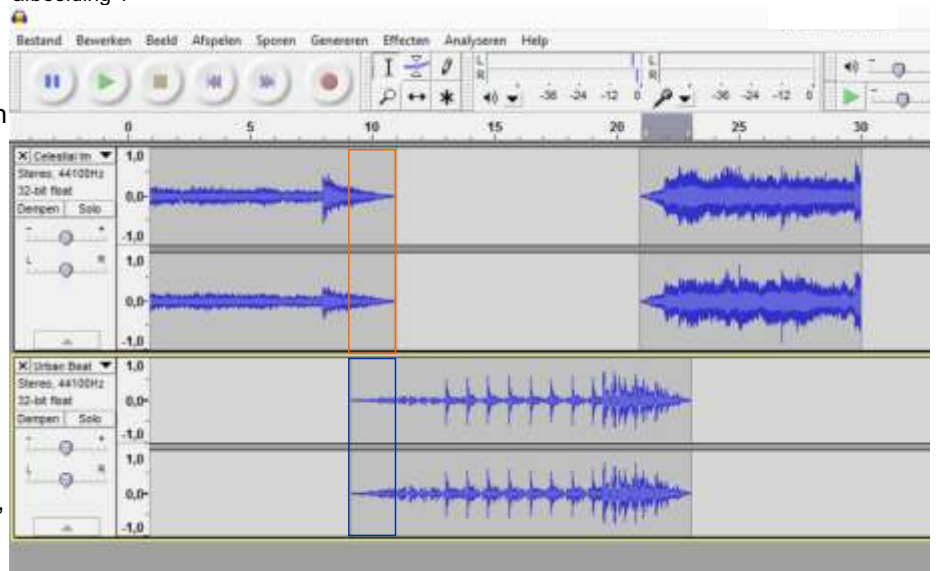 afbeelding 1
Bestand Bewerken Beeld Afspelen Sporen Genereren Effecten Analyseren Help
L
R
-36 -24 -12 0
L
R
-36 -24 -12 0
n
0 5 10 15 20 25 30
X Celestial Im
Stereo, 44100Hz
32-bit float
Dempen Solo
- +
L R
1,0
0,0-
-1,0
1,0
0,0-
-1,0
X Urban Beat
Stereo, 44100Hz
32-bit float
Dempen Solo
- +
L R
1,0
0,0-
-1,0
1,0
0,0-
-1,0
,